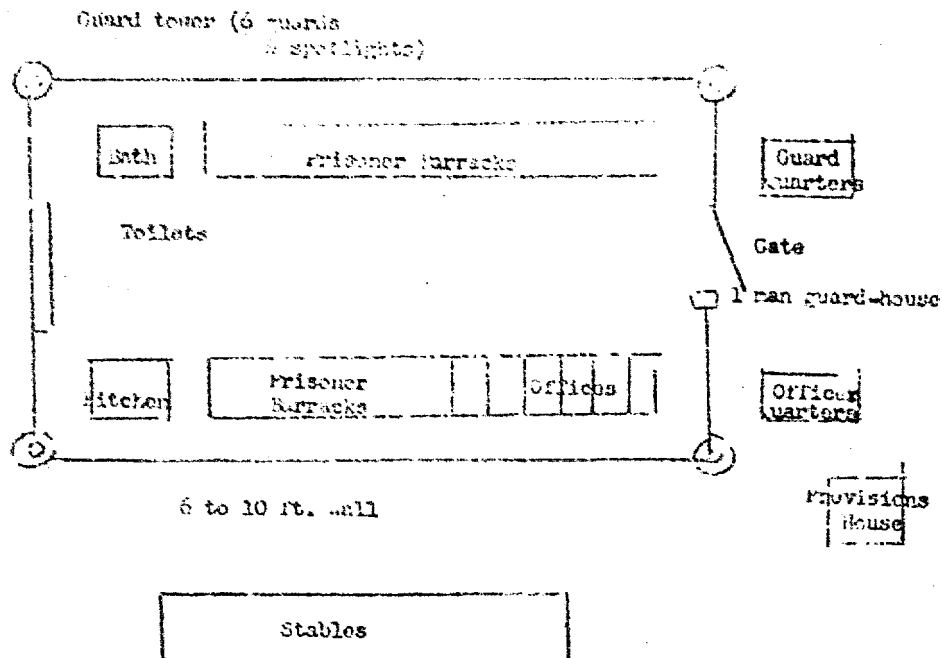 Guard tower (6 guards
spotlights)
Bath
Prisoner Barracks
Guard
Quarters
Toilets
Gate
1 man guard-house
Kitchen
Prisoner
Barracks
Offices
Officer
Quarters
6 to 10 ft. wall
Provisions
House
Stables